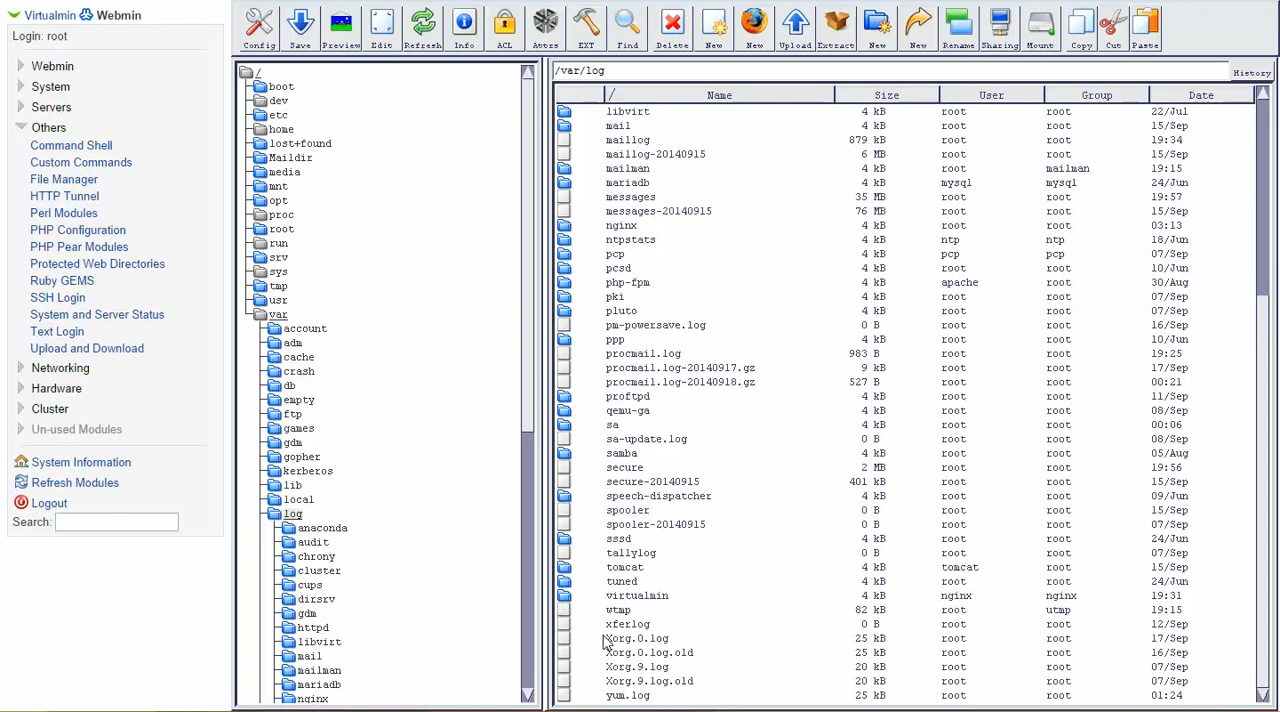 Virtualmin Webmin
Login: root
Webmin
System
Servers
Others
Command Shell
Custom Commands
File Manager
HTTP Tunnel
Perl Modules
PHP Configuration
PHP Pear Modules
Protected Web Directories
Ruby GEMS
SSH Login
System and Server Status
Text Login
Upload and Download
Networking
Hardware
Cluster
Un-used Modules
System Information
Refresh Modules
Logout
Search:
Config Save Preview Edit Refresh Info ACL Attrs EXT Find Delete New New Upload Extract New New Rename Sharing Mount Copy Cut Paste
/
boot
dev
etc
home
lost+found
Maildir
media
mnt
opt
proc
root
run
srv
sys
tmp
usr
var
account
adm
cache
crash
db
empty
ftp
games
gdm
gopher
kerberos
lib
local
log
anaconda
audit
chrony
cluster
cups
dirsrv
gdm
httpd
libvirt
mail
mailman
mariadb
nginx
/var/log History
/ Name Size User Group Date
libvirt 4 kB root root 22/Jul
mail 4 kB root root 15/Sep
maillog 879 kB root root 19:34
maillog-20140915 6 MB root root 15/Sep
mailman 4 kB root mailman 19:15
mariadb 4 kB mysql mysql 24/Jun
messages 35 MB root root 19:57
messages-20140915 76 MB root root 15/Sep
nginx 4 kB root root 03:13
ntpstats 4 kB ntp ntp 18/Jun
pcp 4 kB pcp pcp 07/Sep
pcsd 4 kB root root 10/Jun
php-fpm 4 kB apache root 30/Aug
pki 4 kB root root 07/Sep
pluto 4 kB root root 07/Sep
pm-powersave.log 0 B root root 16/Sep
ppp 4 kB root root 10/Jun
procmail.log 983 B root root 19:25
procmail.log-20140917.gz 9 kB root root 17/Sep
procmail.log-20140918.gz 527 B root root 00:21
proftpd 4 kB root root 11/Sep
qemu-ga 4 kB root root 08/Sep
sa 4 kB root root 00:06
sa-update.log 0 B root root 08/Sep
samba 4 kB root root 05/Aug
secure 2 MB root root 19:56
secure-20140915 401 kB root root 15/Sep
speech-dispatcher 4 kB root root 09/Jun
spooler 0 B root root 15/Sep
spooler-20140915 0 B root root 07/Sep
sssd 4 kB root root 24/Jun
tallylog 0 B root root 07/Sep
tomcat 4 kB tomcat root 15/Sep
tuned 4 kB root root 24/Jun
virtualmin 4 kB nginx nginx 19:31
wtmp 82 kB root utmp 19:15
xferlog 0 B root root 12/Sep
Xorg.0.log 25 kB root root 17/Sep
Xorg.0.log.old 25 kB root root 16/Sep
Xorg.9.log 20 kB root root 07/Sep
Xorg.9.log.old 20 kB root root 07/Sep
yum.log 25 kB root root 01:24